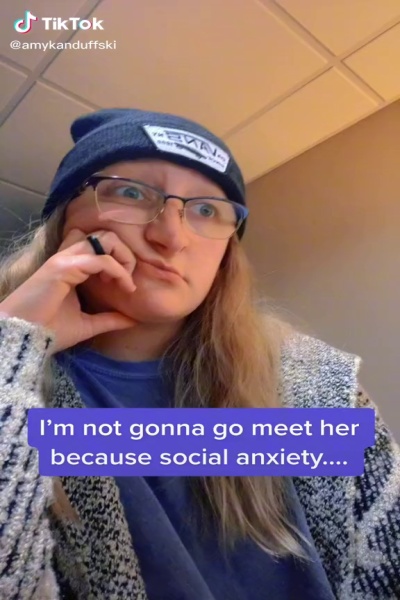 TikTok
@amykanduffski
I'm not gonna go meet her
because social anxiety....